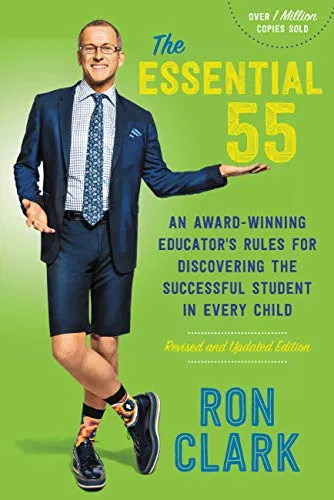 OVER 1 Million
COPIES SOLD
The
ESSENTIAL
55
AN AWARD-WINNING
EDUCATOR'S RULES FOR
DISCOVERING THE
SUCCESSFUL STUDENT
IN EVERY CHILD
Revised and Updated Edition
RON
CLARK